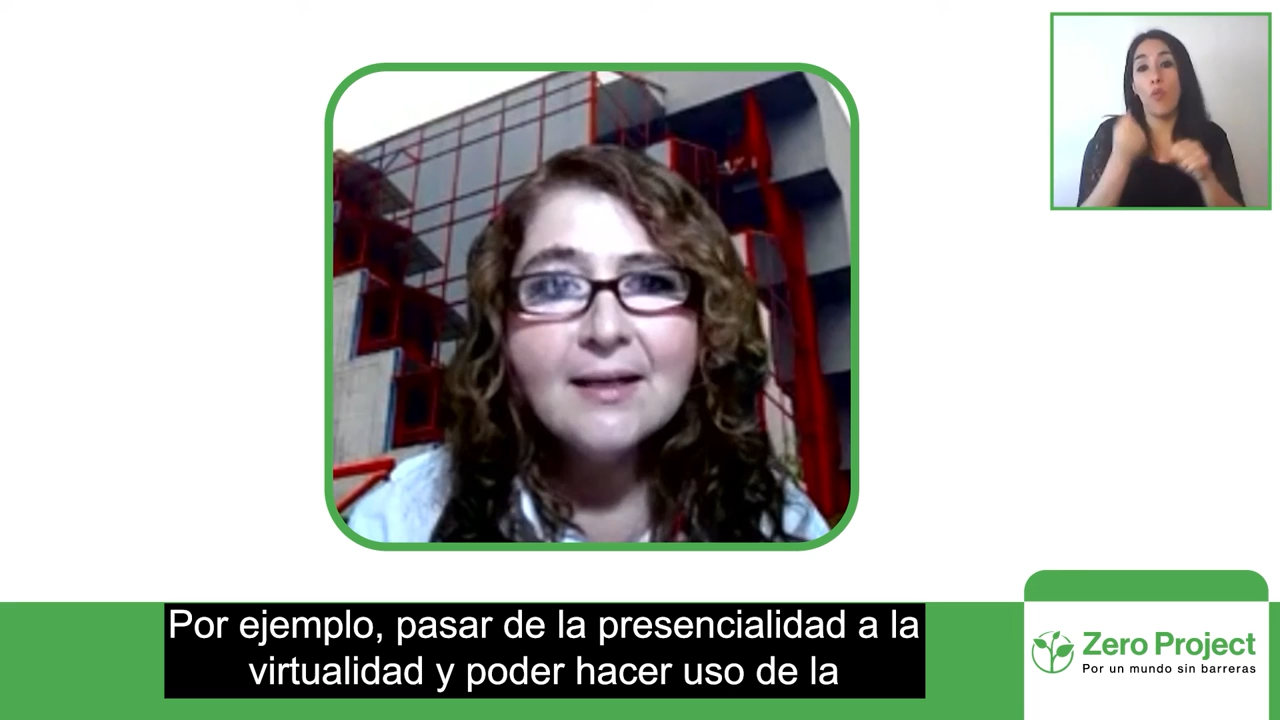 Por ejemplo, pasar de la presencialidad a la
virtualidad y poder hacer uso de la
Zero Project
Por un mundo sin barreras